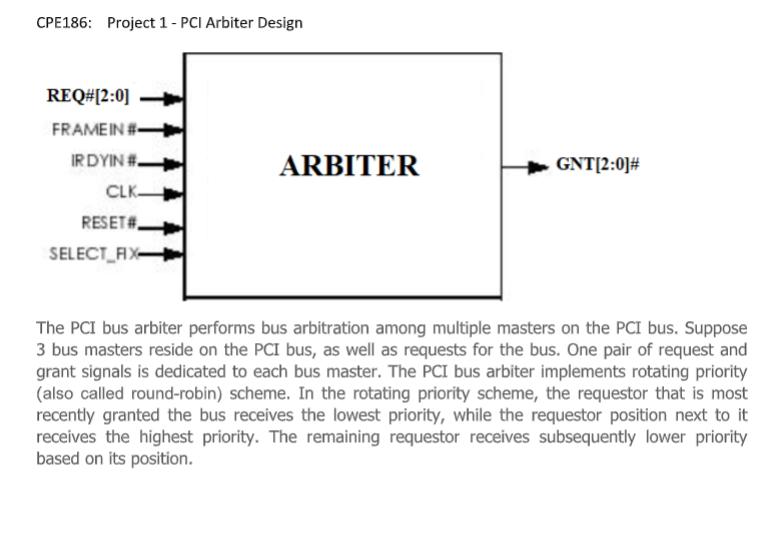 CPE186: Project 1 - PCI Arbiter Design
REQ#[2:0]
FRAMEIN#
IRDYIN#
CLK
RESET#
SELECT_FIX
ARBITER
GNT[2:0]#
The PCI bus arbiter performs bus arbitration among multiple masters on the PCI bus. Suppose
3 bus masters reside on the PCI bus, as well as requests for the bus. One pair of request and
grant signals is dedicated to each bus master. The PCI bus arbiter implements rotating priority
(also called round-robin) scheme. In the rotating priority scheme, the requestor that is most
recently granted the bus receives the lowest priority, while the requestor position next to it
receives the highest priority. The remaining requestor receives subsequently lower priority
based on its position.